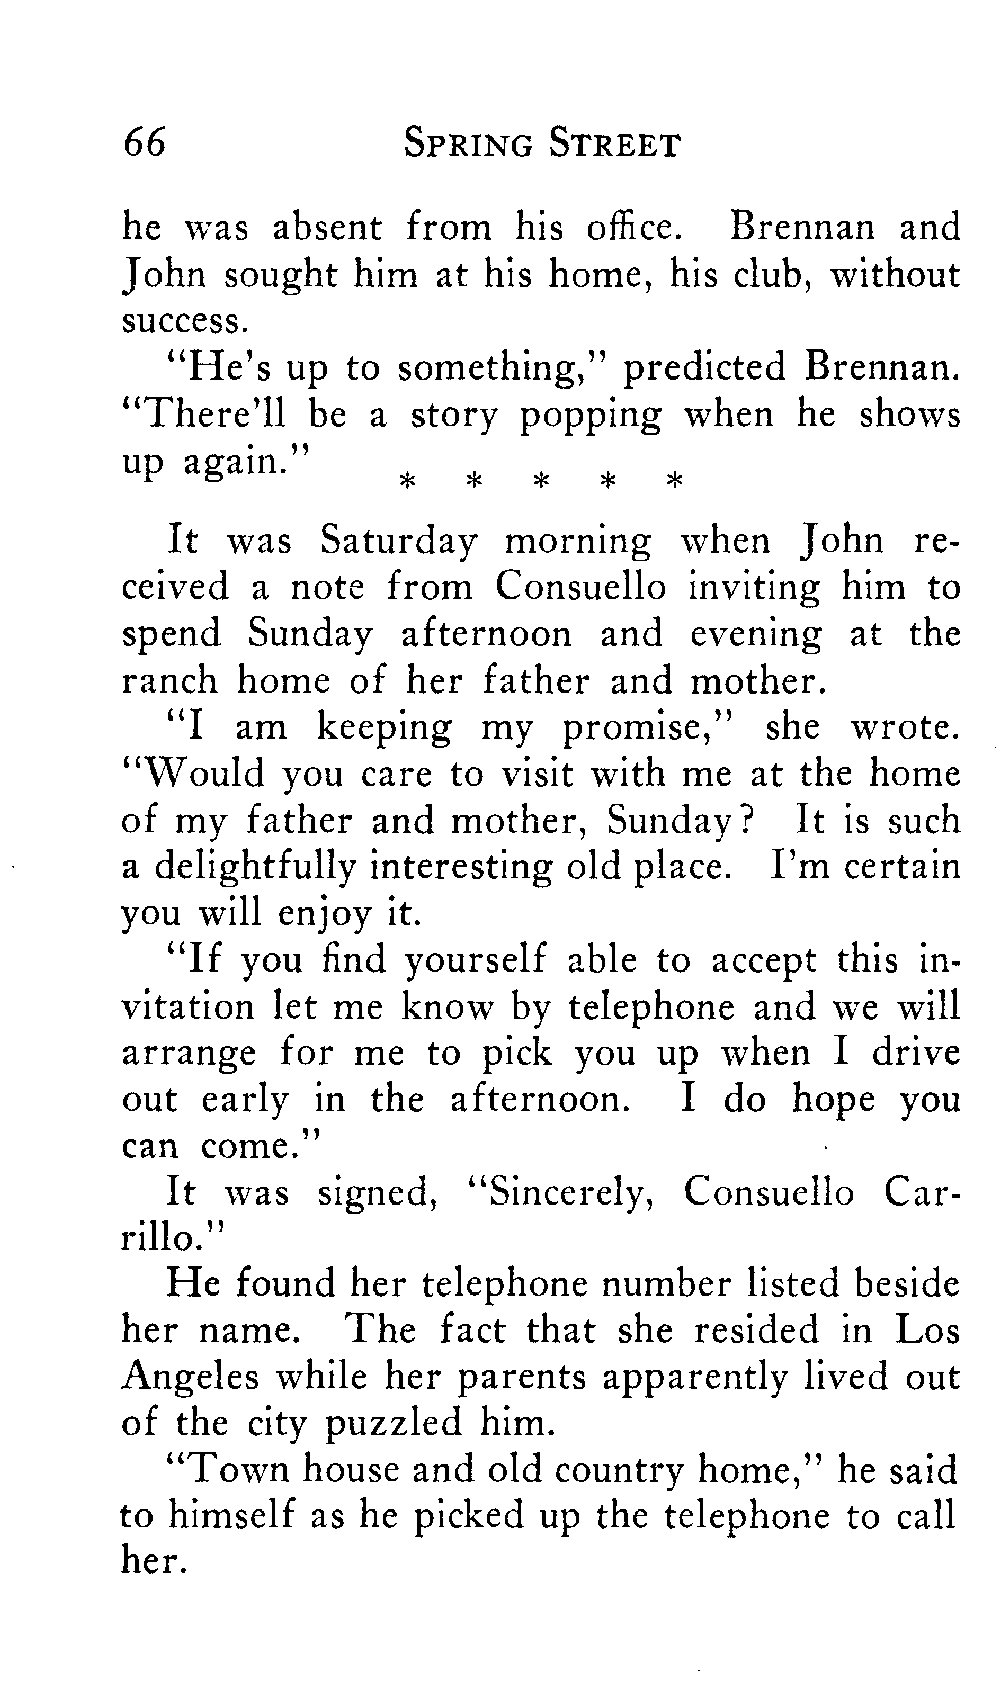 66 SPRING STREET
he was absent from his office. Brennan and
John sought him at his home, his club, without
success.
"He's up to something," predicted Brennan.
"There'll be a story popping when he shows
up again."
* * * * *
It was Saturday morning when John re-
ceived a note from Consuello inviting him to
spend Sunday afternoon and evening at the
ranch home of her father and mother.
"I am keeping my promise," she wrote.
"Would you care to visit with me at the home
of my father and mother, Sunday? It is such
a delightfully interesting old place. I'm certain
you will enjoy it.
"If you find yourself able to accept this in-
vitation let me know by telephone and we will
arrange for me to pick you up when I drive
out early in the afternoon. I do hope you
can come."
It was signed, "Sincerely, Consuello Car-
rillo."
He found her telephone number listed beside
her name. The fact that she resided in Los
Angeles while her parents apparently lived out
of the city puzzled him.
"Town house and old country home," he said
to himself as he picked up the telephone to call
her.